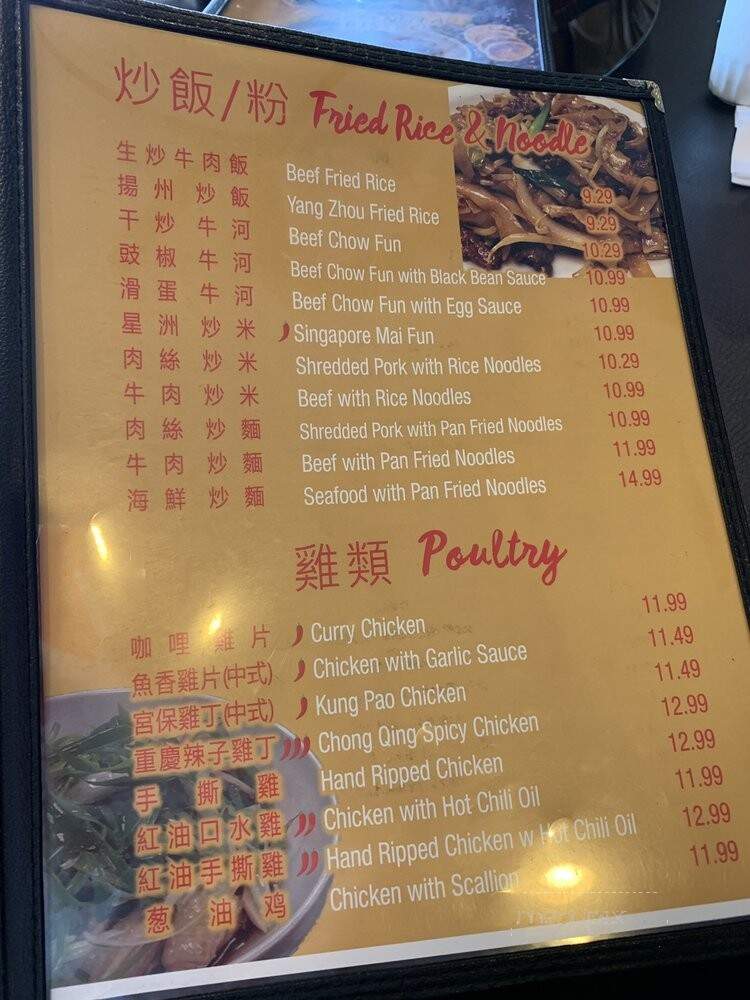 炒飯/粉 Fried Rice & Noodle
生炒牛肉飯 Beef Fried Rice 9.29
揚州炒飯 Yang Zhou Fried Rice 9.29
干炒牛河 Beef Chow Fun 10.29
豉椒牛河 Beef Chow Fun with Black Bean Sauce 10.99
滑蛋牛河 Beef Chow Fun with Egg Sauce 10.99
星洲炒米 Singapore Mai Fun 10.99
肉絲炒米 Shredded Pork with Rice Noodles 10.29
牛肉炒米 Beef with Rice Noodles 10.99
肉絲炒麵 Shredded Pork with Pan Fried Noodles 10.99
牛肉炒麵 Beef with Pan Fried Noodles 11.99
海鮮炒麵 Seafood with Pan Fried Noodles 14.99
雞類 Poultry
咖哩雞片 Curry Chicken 11.99
魚香雞片(中式) Chicken with Garlic Sauce 11.49
宮保雞丁(中式) Kung Pao Chicken 11.49
重慶辣子雞丁 Chong Qing Spicy Chicken 12.99
手撕雞 Hand Ripped Chicken 12.99
紅油口水雞 Chicken with Hot Chili Oil 11.99
紅油手撕雞 Hand Ripped Chicken w Hot Chili Oil 12.99
葱油鸡 Chicken with Scallion 11.99